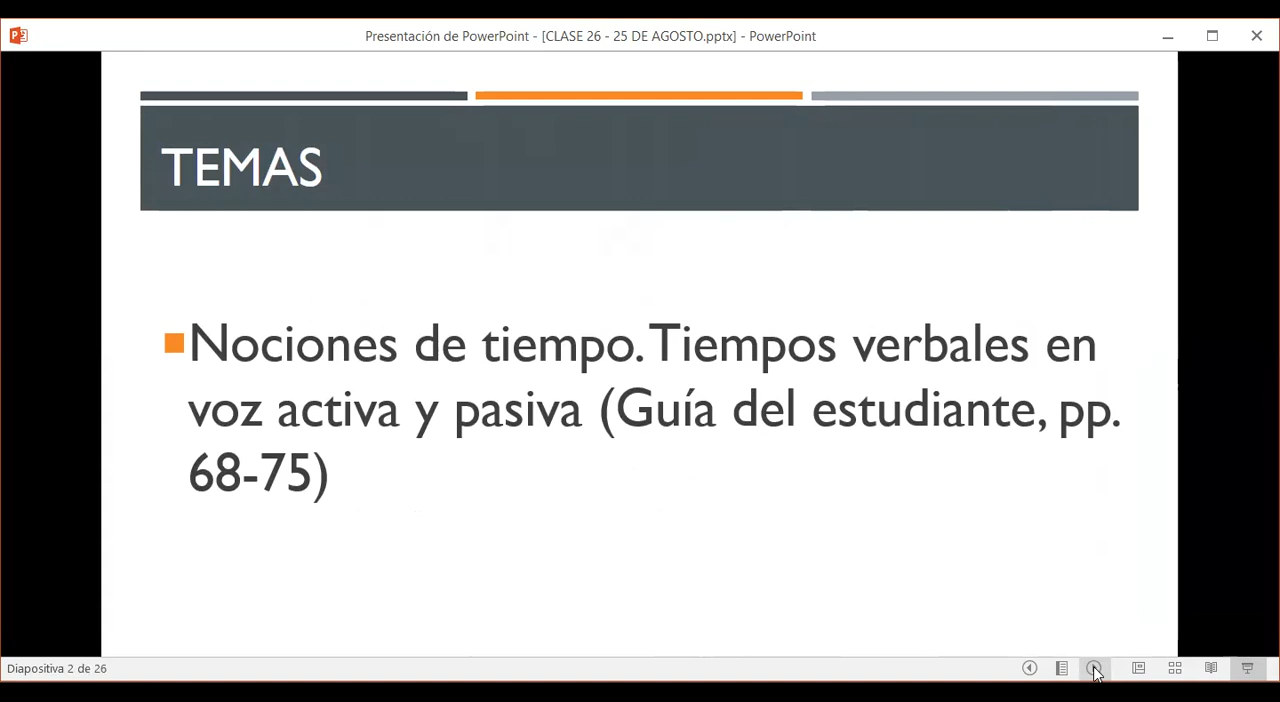 Presentación de PowerPoint - [CLASE 26 - 25 DE AGOSTO.pptx] - PowerPoint
TEMAS
Nociones de tiempo. Tiempos verbales en
voz activa y pasiva (Guía del estudiante, pp.
68-75)
Diapositiva 2 de 26